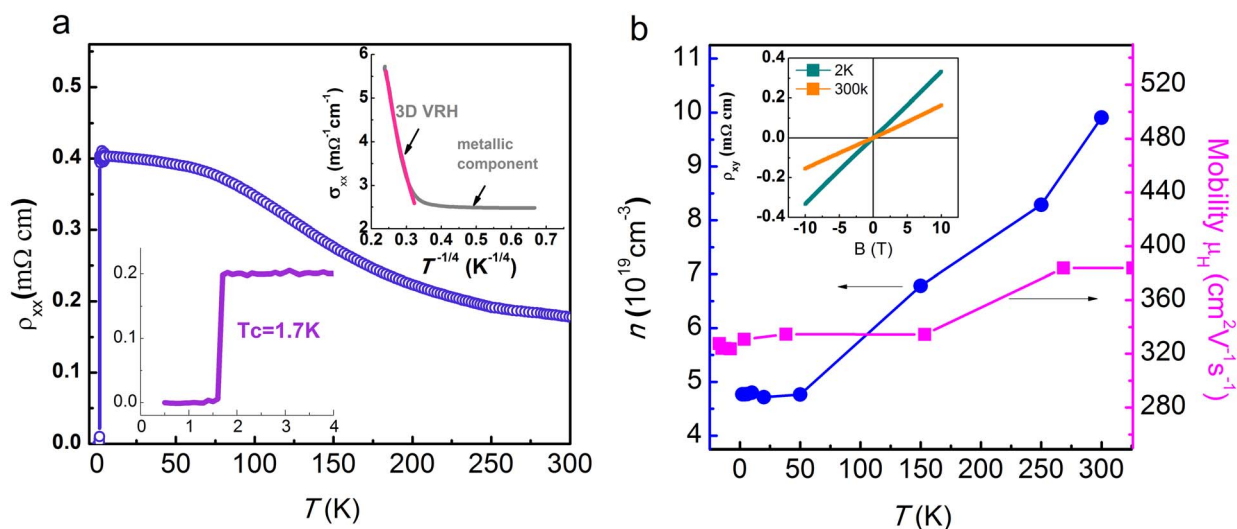 a
0.5
0.4
0.3
0.2
0.1
0.0
ρxx(mΩ cm)
0 50 100 150 200 250 300
T (K)
6
5
4
3
2
σxx (mΩ⁻¹cm⁻¹)
3D VRH
metallic
component
0.2 0.3 0.4 0.5 0.6 0.7
T⁻¹/⁴ (K⁻¹/⁴)
0.2
0.1
0.0
Tc=1.7K
0 1 2 3 4
b
11
10
9
8
7
6
5
4
n (10¹⁹cm⁻³)
0 50 100 150 200 250 300
T (K)
520
480
440
400
360
320
290
Mobility μH (cm²V⁻¹s⁻¹)
0.4
0.2
0.0
-0.2
-0.4
ρxy (mΩ cm)
2K
300k
-10 -5 0 5 10
B (T)